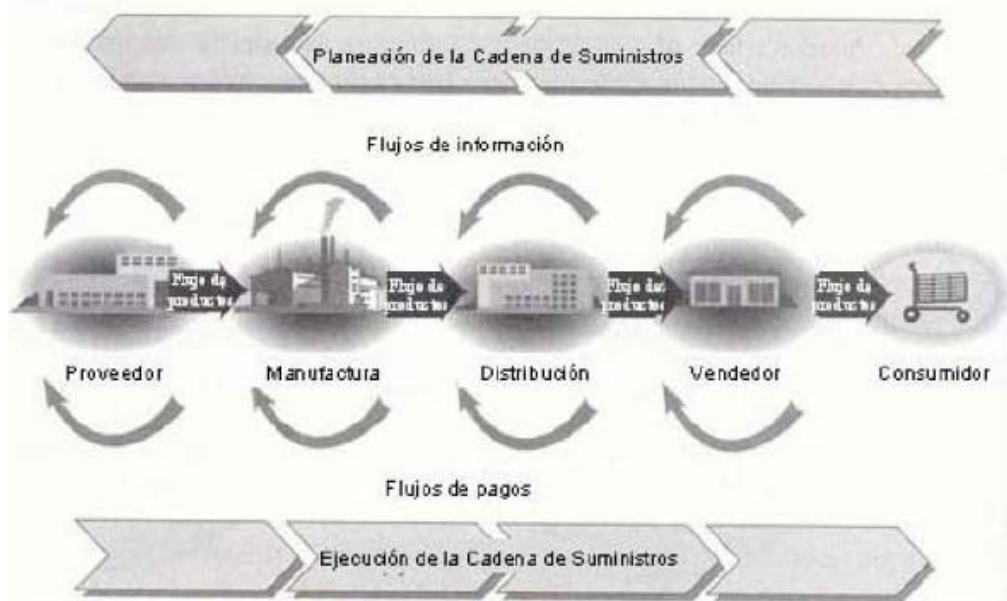 Planeación de la Cadena de Suministros
Flujos de información
Flujo de
productos
Flujo de
productos
Flujo de
productos
Flujo de
productos
Proveedor
Manufactura
Distribución
Vendedor
Consumidor
Flujos de pagos
Ejecución de la Cadena de Suministros